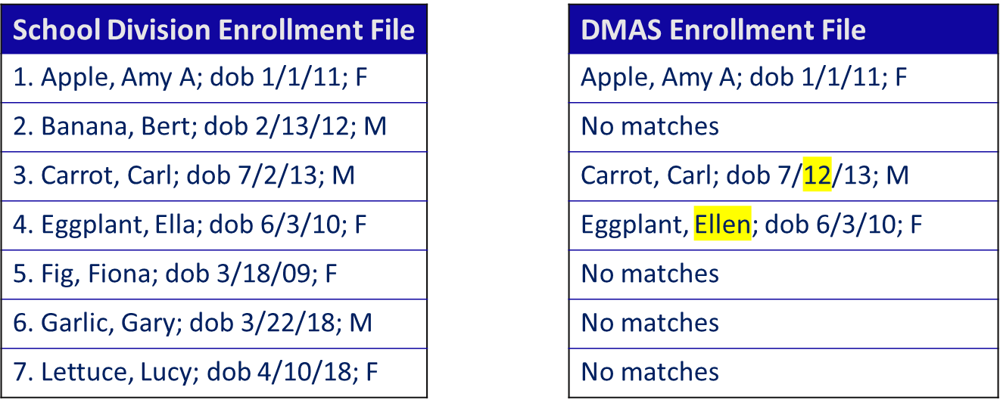 School Division Enrollment File
1. Apple, Amy A; dob 1/1/11; F
2. Banana, Bert; dob 2/13/12; M
3. Carrot, Carl; dob 7/2/13; M
4. Eggplant, Ella; dob 6/3/10; F
5. Fig, Fiona; dob 3/18/09; F
6. Garlic, Gary; dob 3/22/18; M
7. Lettuce, Lucy; dob 4/10/18; F
DMAS Enrollment File
Apple, Amy A; dob 1/1/11; F
No matches
Carrot, Carl; dob 7/12/13; M
Eggplant, Ellen; dob 6/3/10; F
No matches
No matches
No matches